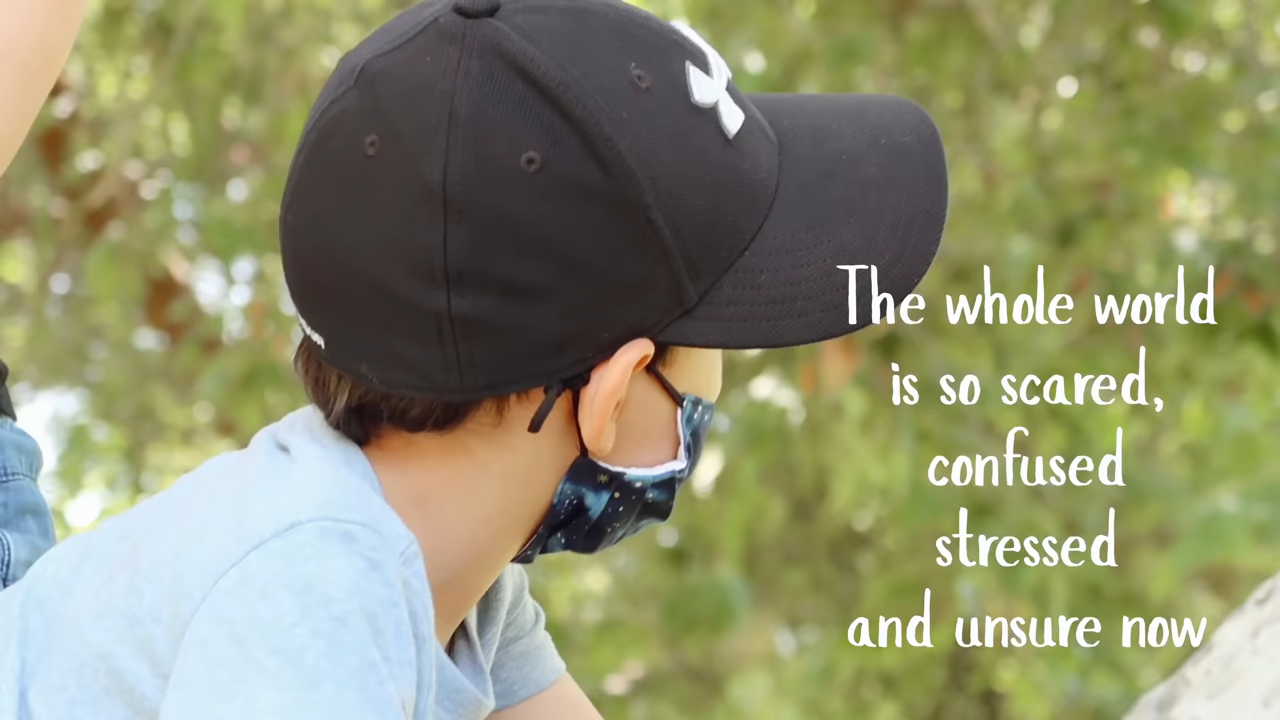 The whole world
is so scared,
confused
stressed
and unsure now